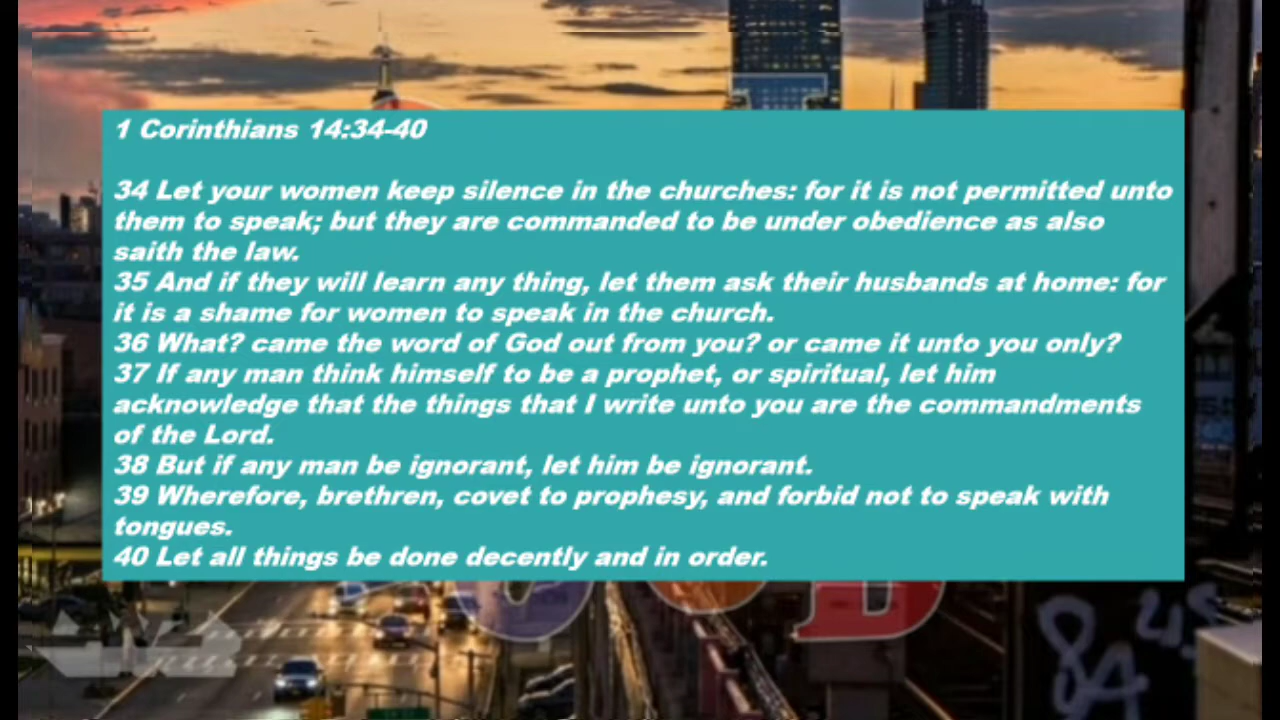 1 Corinthians 14:34-40
34 Let your women keep silence in the churches: for it is not permitted unto
them to speak; but they are commanded to be under obedience as also
saith the law.
35 And if they will learn any thing, let them ask their husbands at home: for
it is a shame for women to speak in the church.
36 What? came the word of God out from you? or came it unto you only?
37 If any man think himself to be a prophet, or spiritual, let him
acknowledge that the things that I write unto you are the commandments
of the Lord.
38 But if any man be ignorant, let him be ignorant.
39 Wherefore, brethren, covet to prophesy, and forbid not to speak with
tongues.
40 Let all things be done decently and in order.